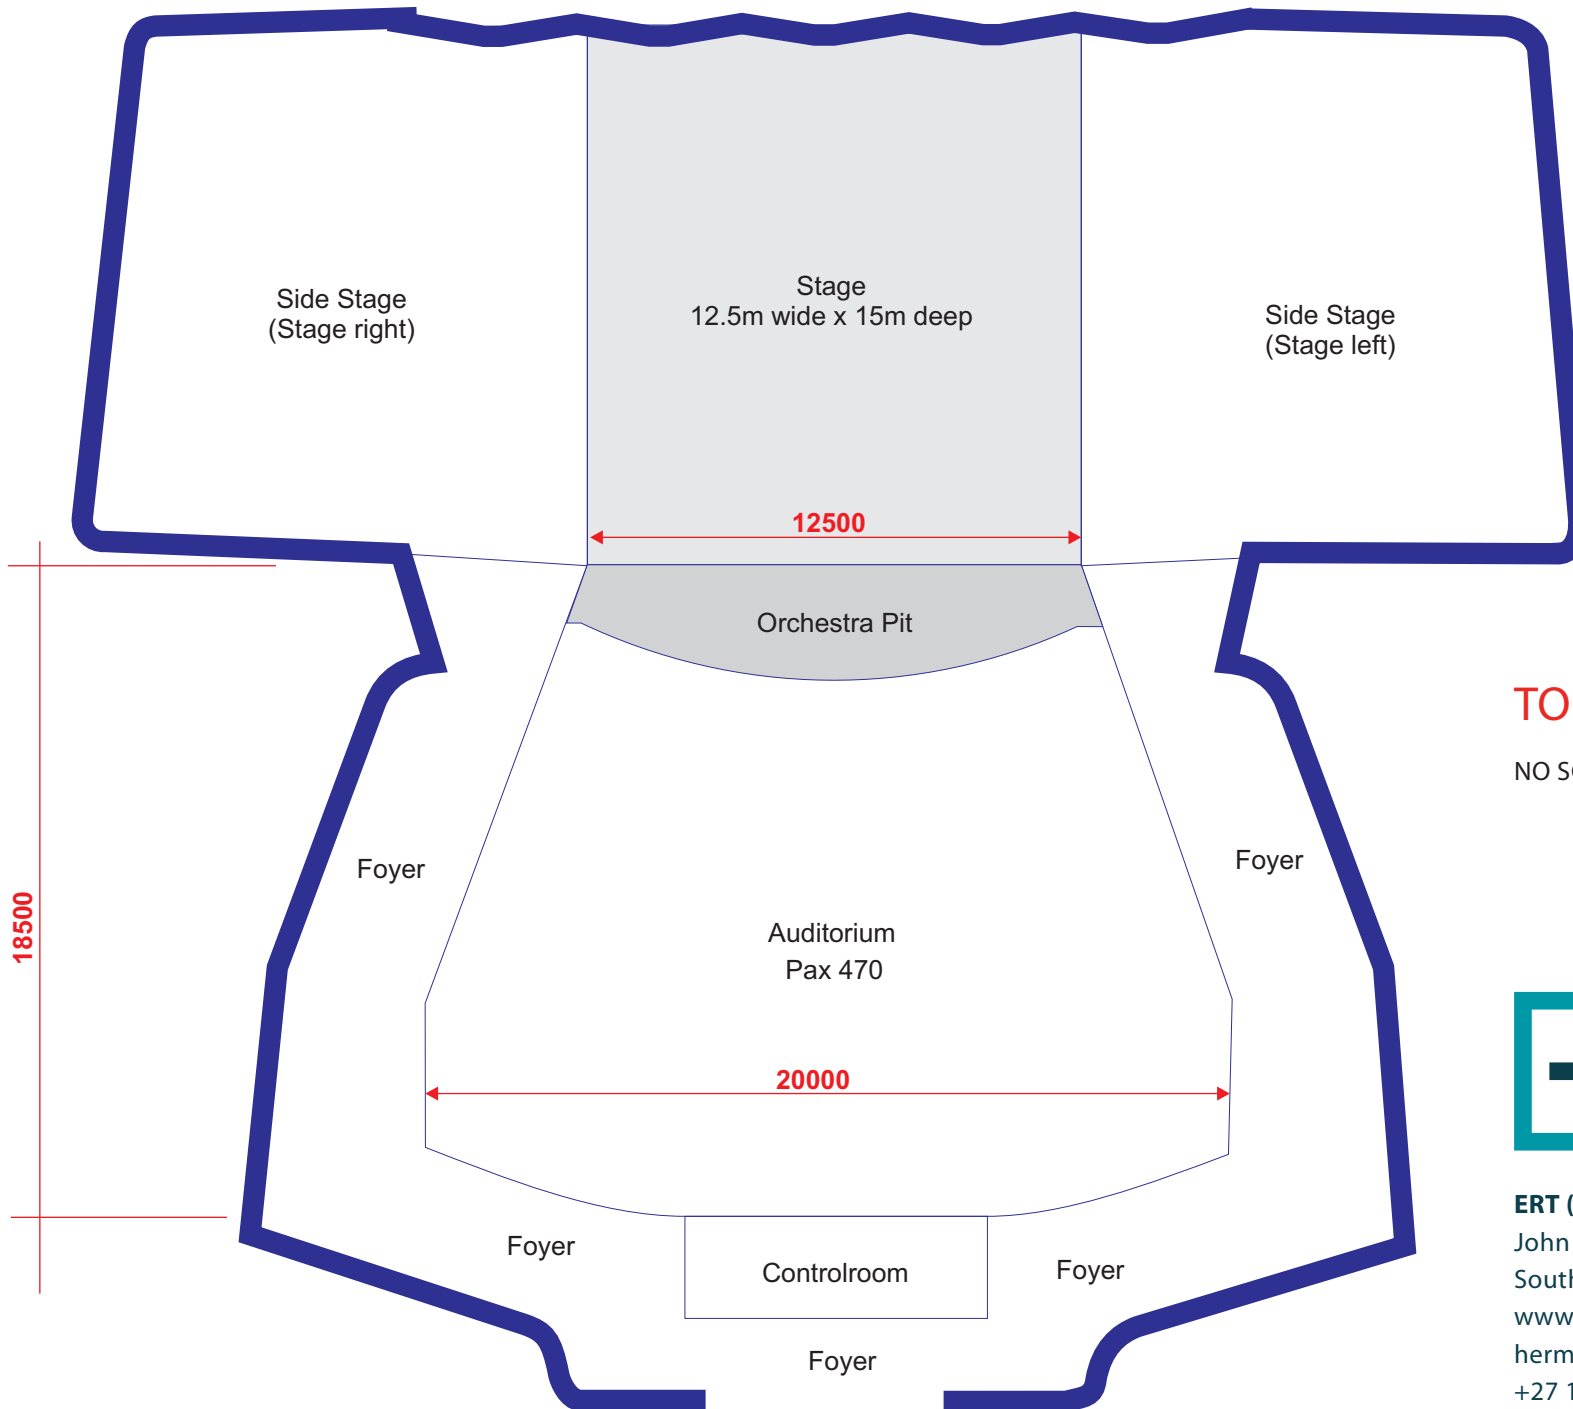 Side Stage
(Stage right)
Stage
12.5m wide x 15m deep
Side Stage
(Stage left)
12500
Orchestra Pit
TO
NO
Foyer
Foyer
18500
Auditorium
Pax 470
20000
ERT (
John
South
www
herm
+27 1
Foyer
Controlroom
Foyer
Foyer